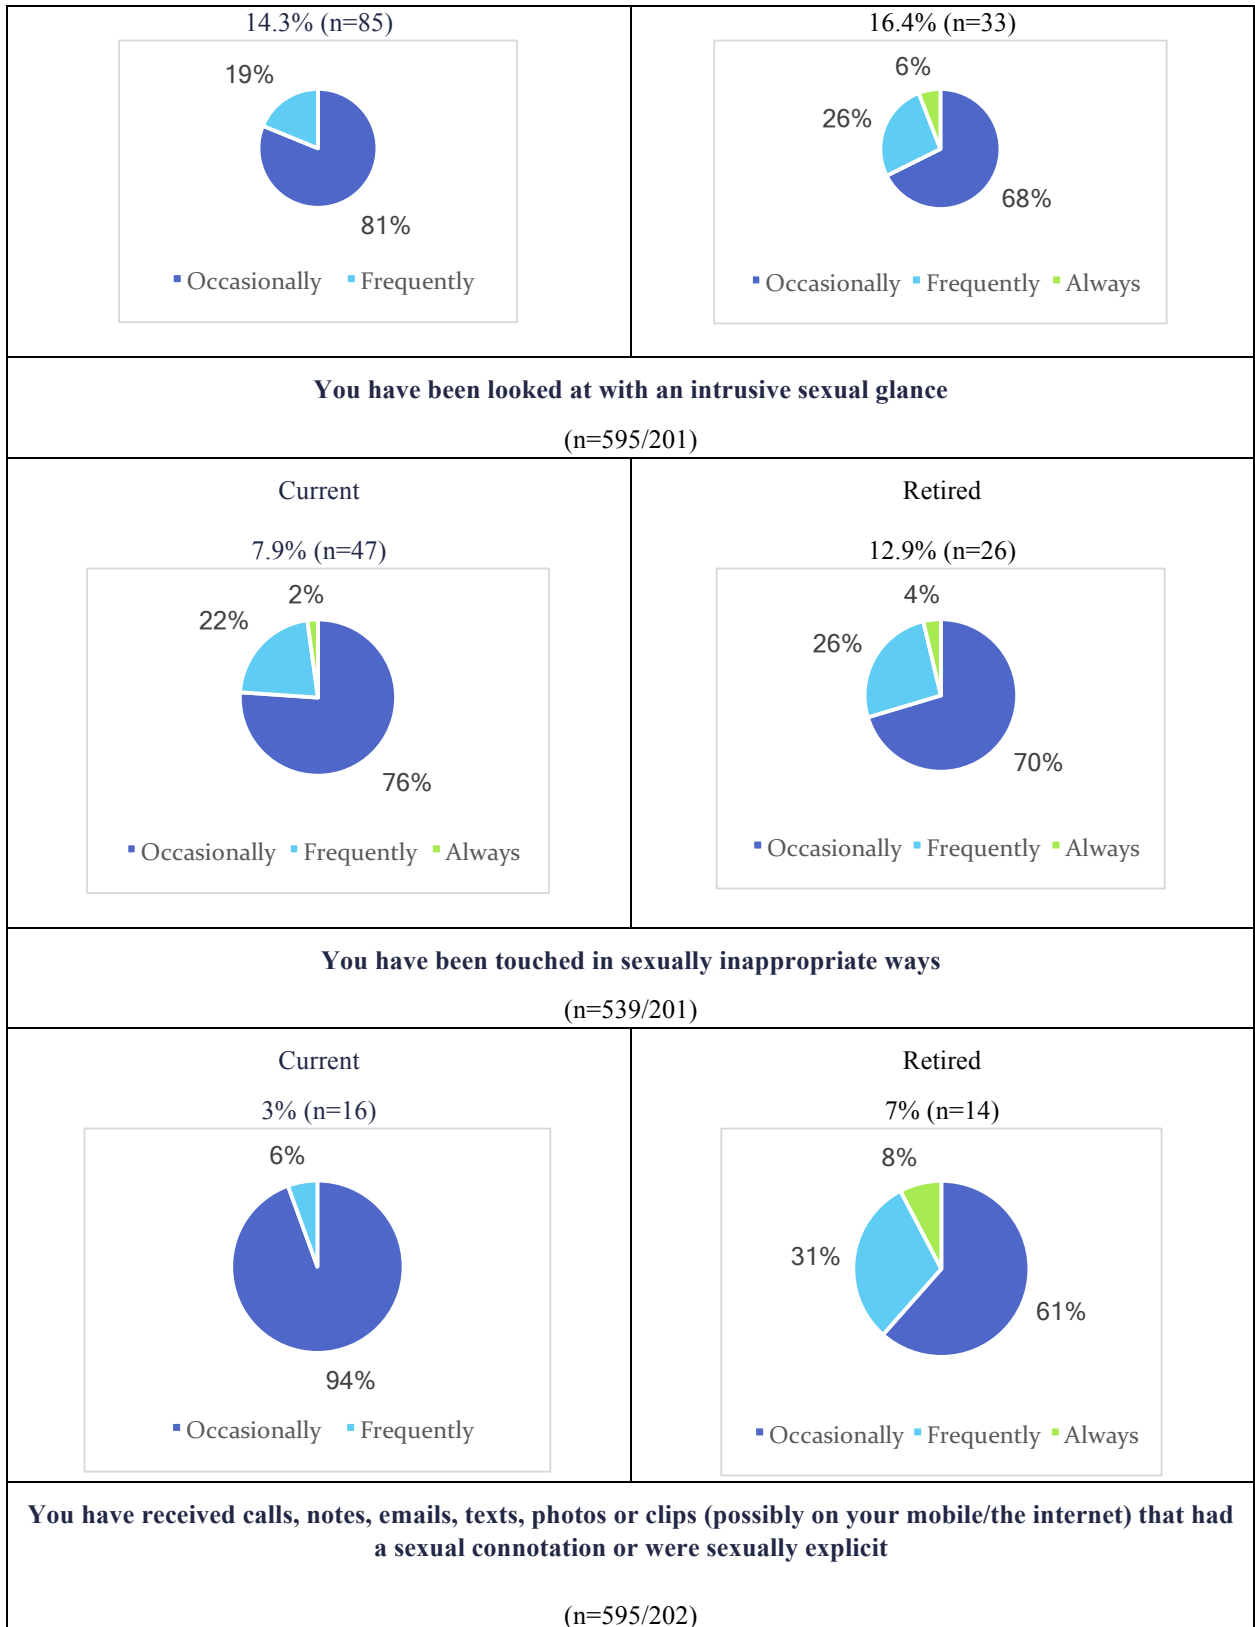 14.3% (n=85)
19%
81%
Occasionally Frequently
16.4% (n=33)
6%
26%
68%
Occasionally Frequently Always
You have been looked at with an intrusive sexual glance
(n=595/201)
Current
7.9% (n=47)
2%
22%
76%
Occasionally Frequently Always
Retired
12.9% (n=26)
4%
26%
70%
Occasionally Frequently Always
You have been touched in sexually inappropriate ways
(n=539/201)
Current
3% (n=16)
6%
94%
Occasionally Frequently
Retired
7% (n=14)
8%
31%
61%
Occasionally Frequently Always
You have received calls, notes, emails, texts, photos or clips (possibly on your mobile/the internet) that had
a sexual connotation or were sexually explicit
(n=595/202)